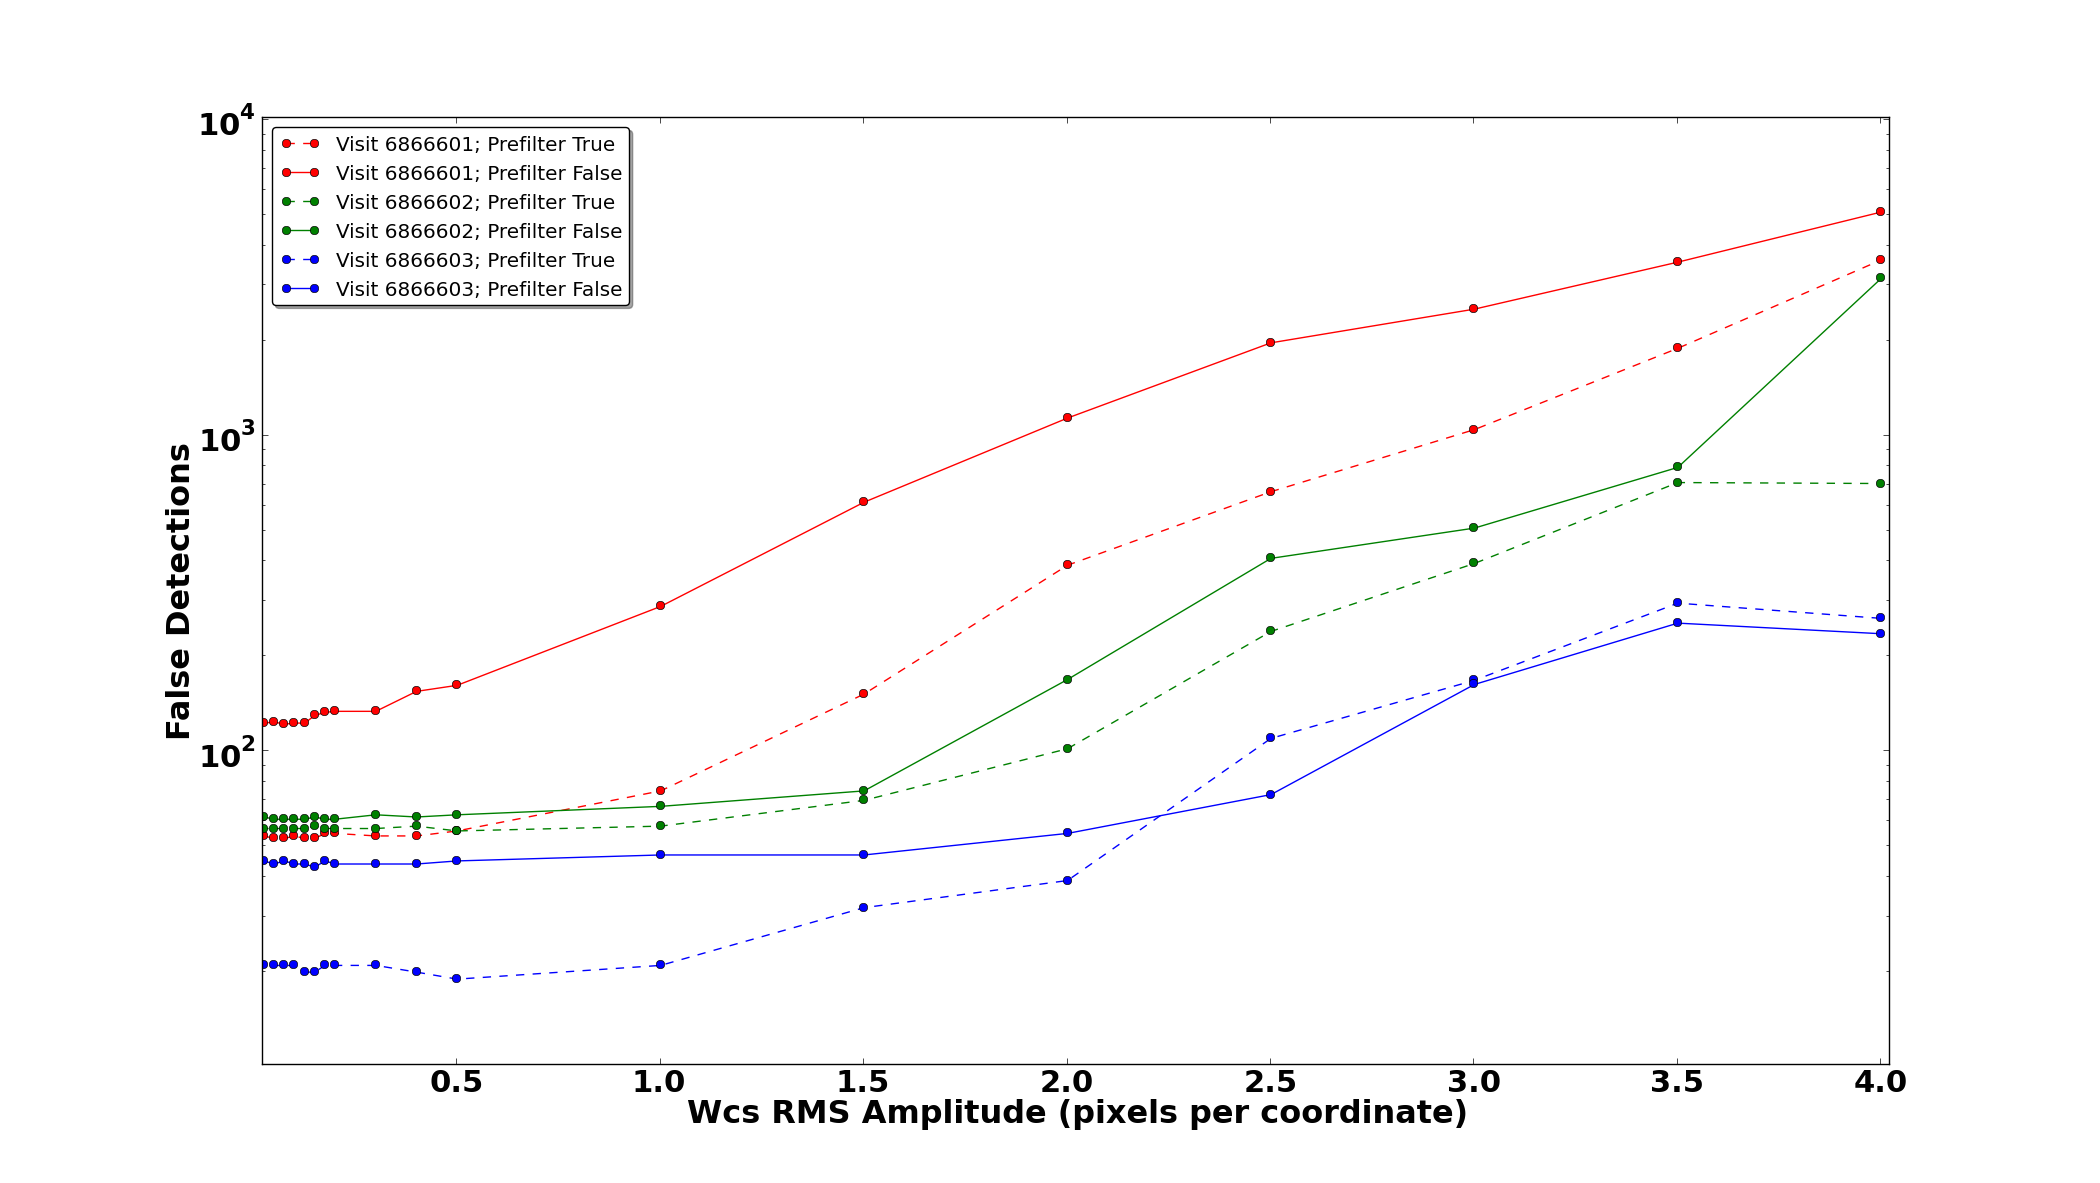 10^4
Visit 6866601; Prefilter True
Visit 6866601; Prefilter False
Visit 6866602; Prefilter True
Visit 6866602; Prefilter False
Visit 6866603; Prefilter True
Visit 6866603; Prefilter False
10^3
False Detections
10^2
0.5 1.0 1.5 2.0 2.5 3.0 3.5 4.0
Wcs RMS Amplitude (pixels per coordinate)